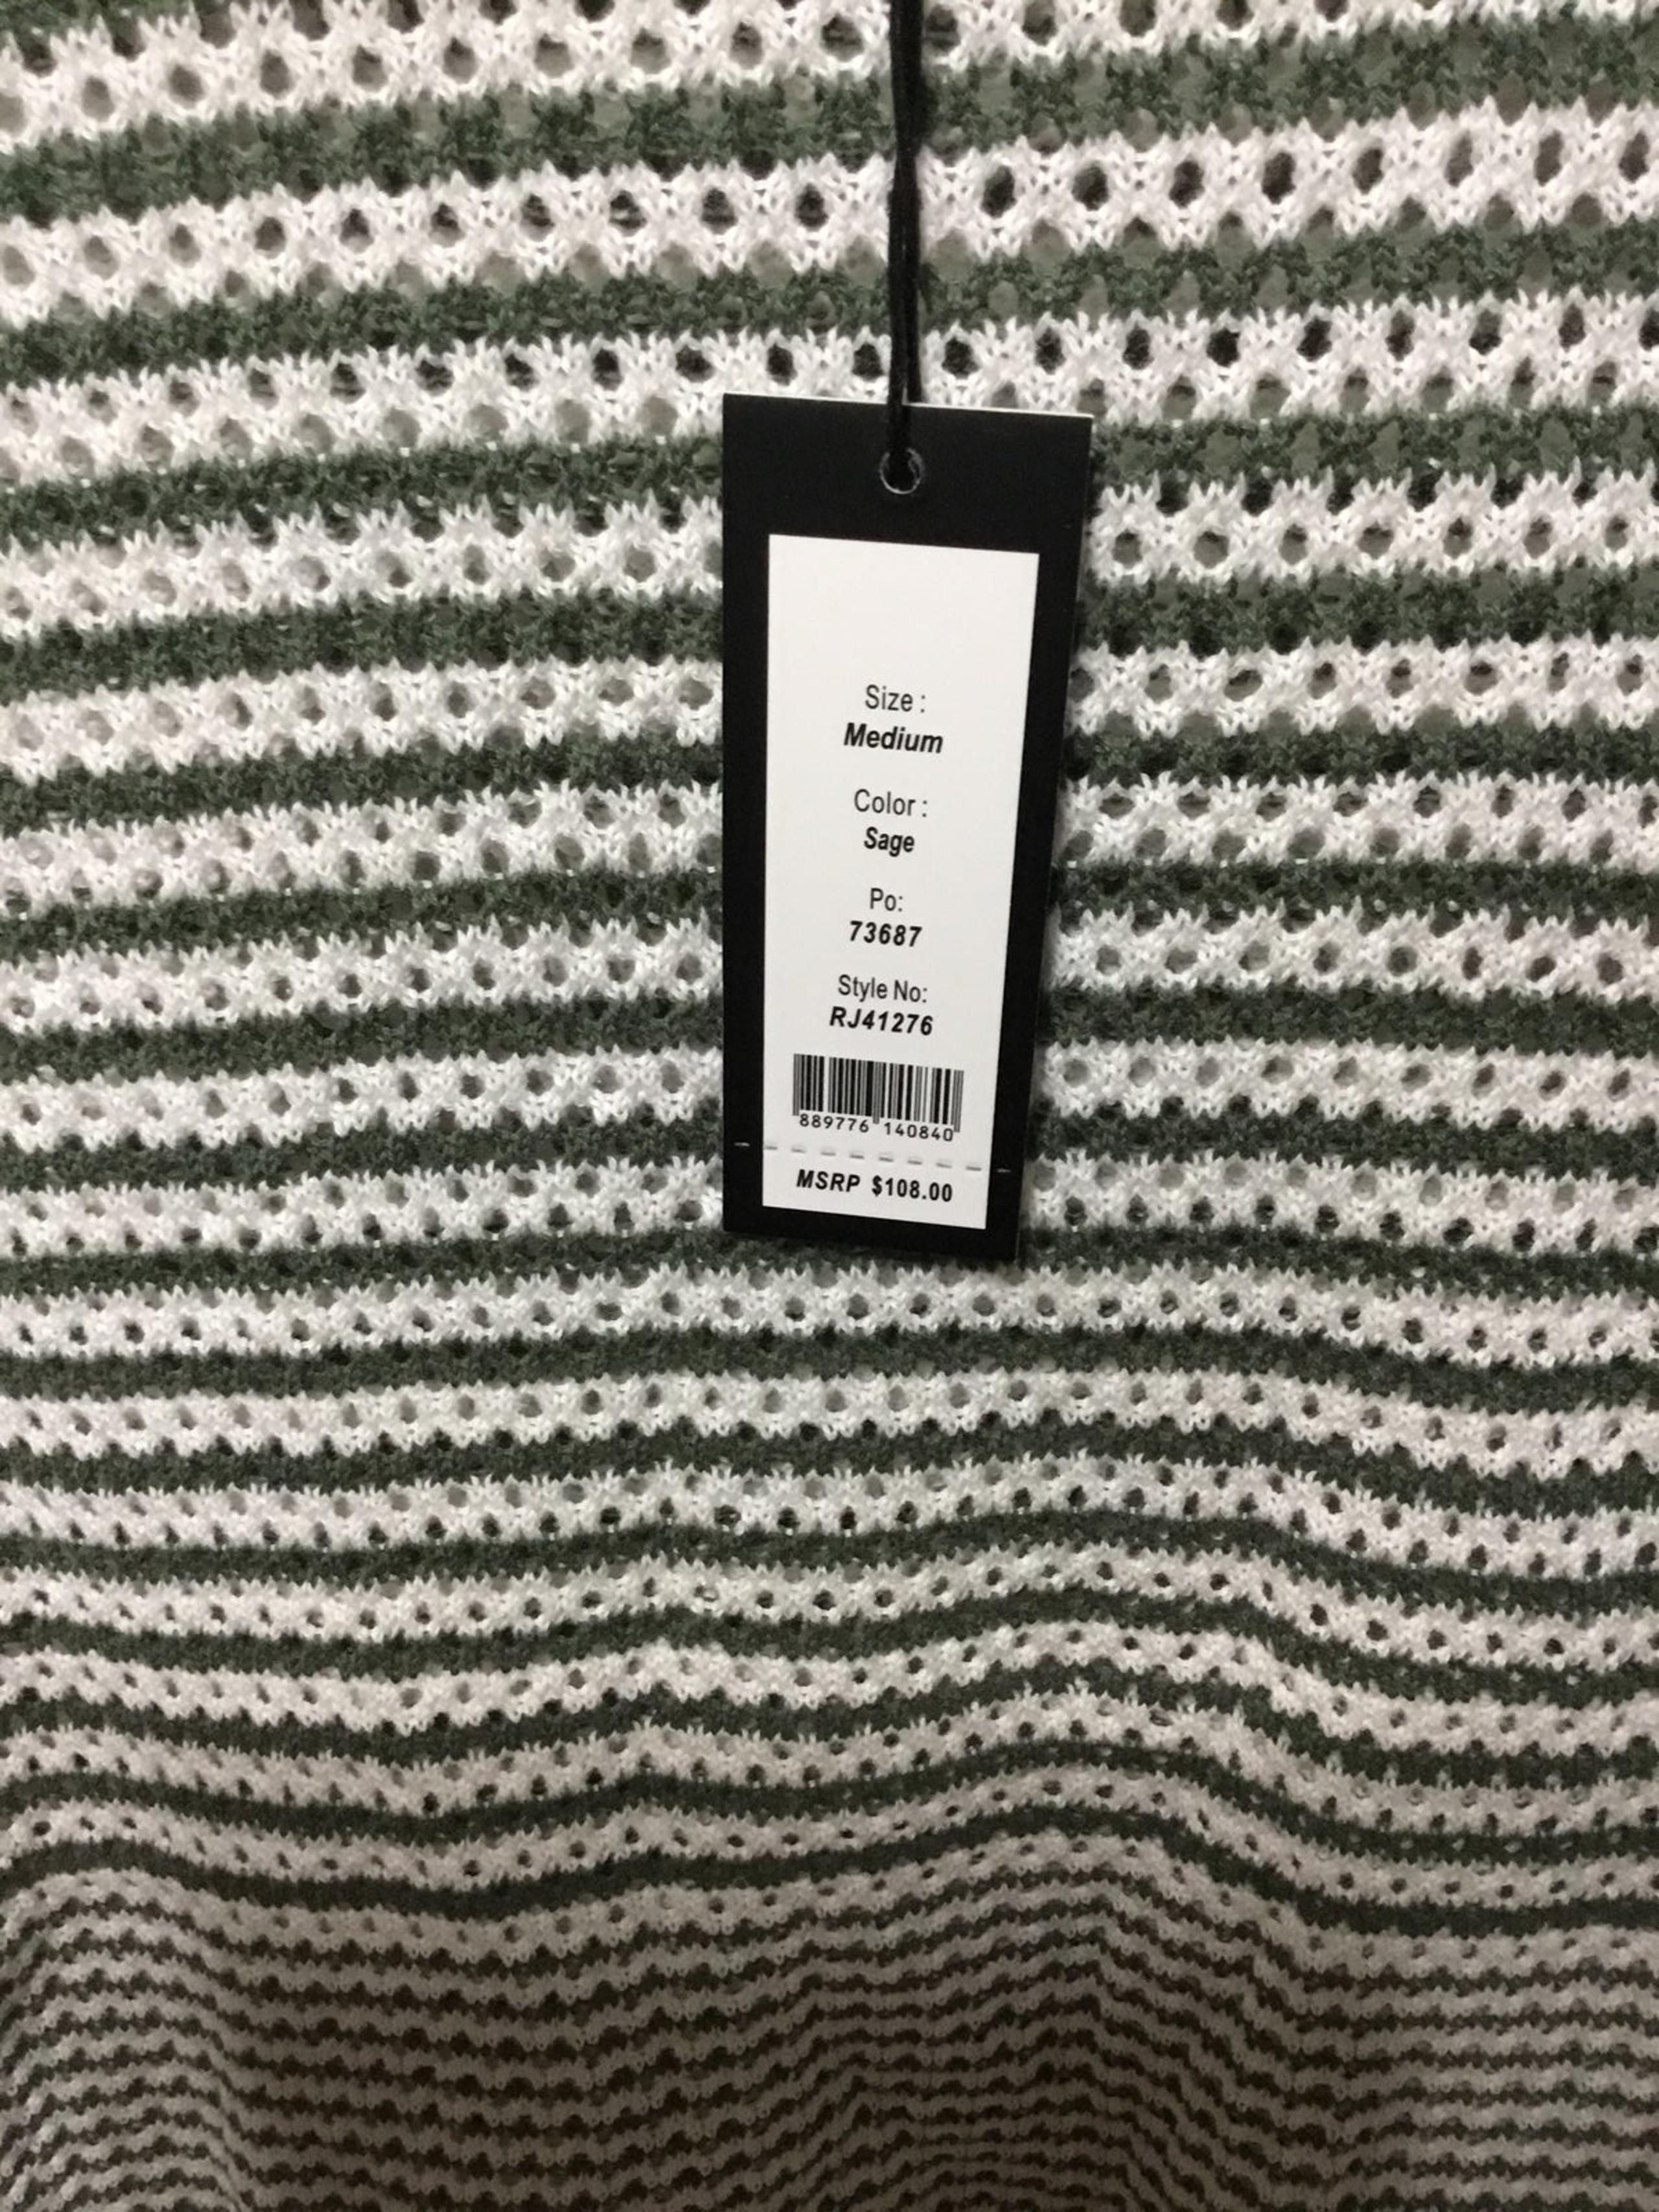 Size :
Medium
Color :
Sage
Po:
73687
Style No:
RJ41276
889776 140840
MSRP $108.00